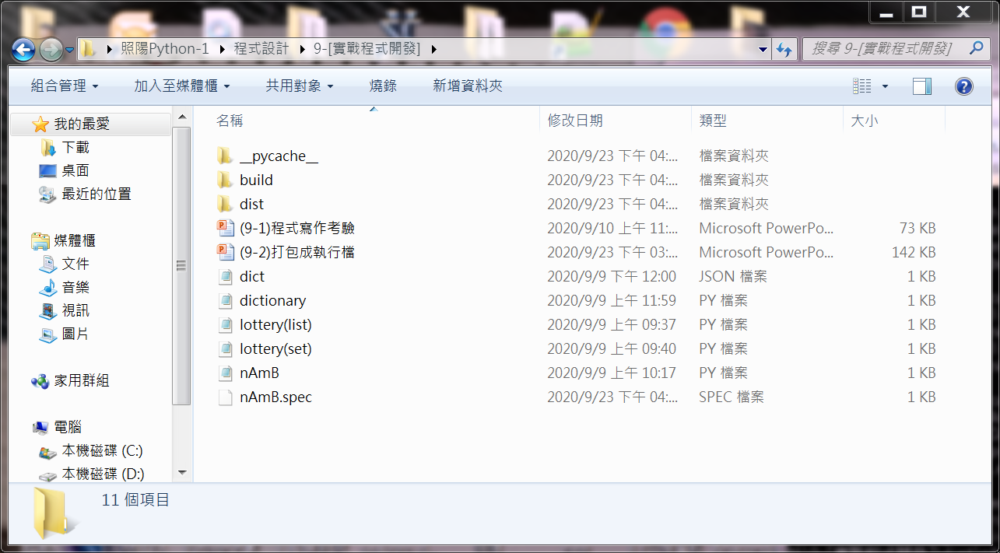 照陽Python-1 程式設計 9-[實戰程式開發] 搜尋 9-[實戰程式開發]
組合管理 加入至媒體櫃 共用對象 燒錄 新增資料夾
我的最愛
下載
桌面
最近的位置
媒體櫃
文件
音樂
視訊
圖片
家用群組
電腦
本機磁碟 (C:)
本機磁碟 (D:)
名稱 修改日期 類型 大小
__pycache__ 2020/9/23 下午 04:... 檔案資料夾
build 2020/9/23 下午 04:... 檔案資料夾
dist 2020/9/23 下午 04:... 檔案資料夾
(9-1)程式寫作考驗 2020/9/10 上午 11:... Microsoft PowerPo... 73 KB
(9-2)打包成執行檔 2020/9/23 下午 03:... Microsoft PowerPo... 142 KB
dict 2020/9/9 下午 12:00 JSON 檔案 1 KB
dictionary 2020/9/9 上午 11:59 PY 檔案 1 KB
lottery(list) 2020/9/9 上午 09:37 PY 檔案 1 KB
lottery(set) 2020/9/9 上午 09:40 PY 檔案 1 KB
nAmB 2020/9/9 上午 10:17 PY 檔案 1 KB
nAmB.spec 2020/9/23 下午 04:... SPEC 檔案 1 KB
11 個項目